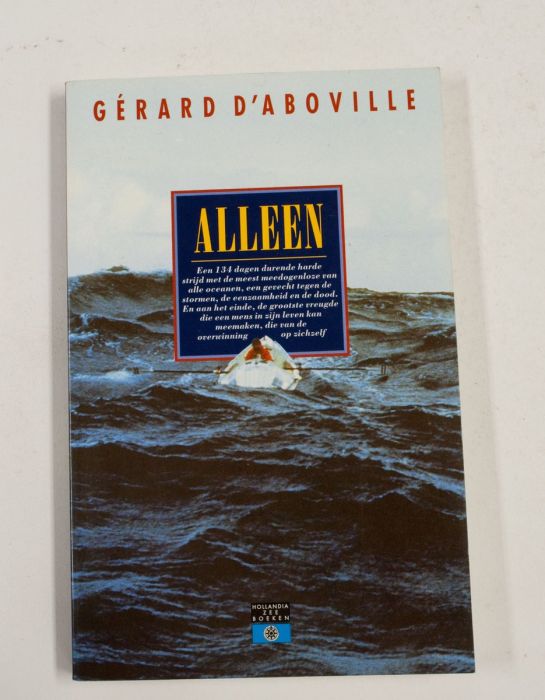 GÉRARD D'ABOVILLE
ALLEEN
Een 134 dagen durende harde
strijd met de meest meedogenloze van
alle oceanen, een gevecht tegen de
stormen, de eenzaamheid en de dood.
En aan het einde, de grootste vreugde
die een mens in zijn leven kan
meemaken, die van de
overwinning op zichzelf
HOLLANDIA
ZEE
BOEKEN